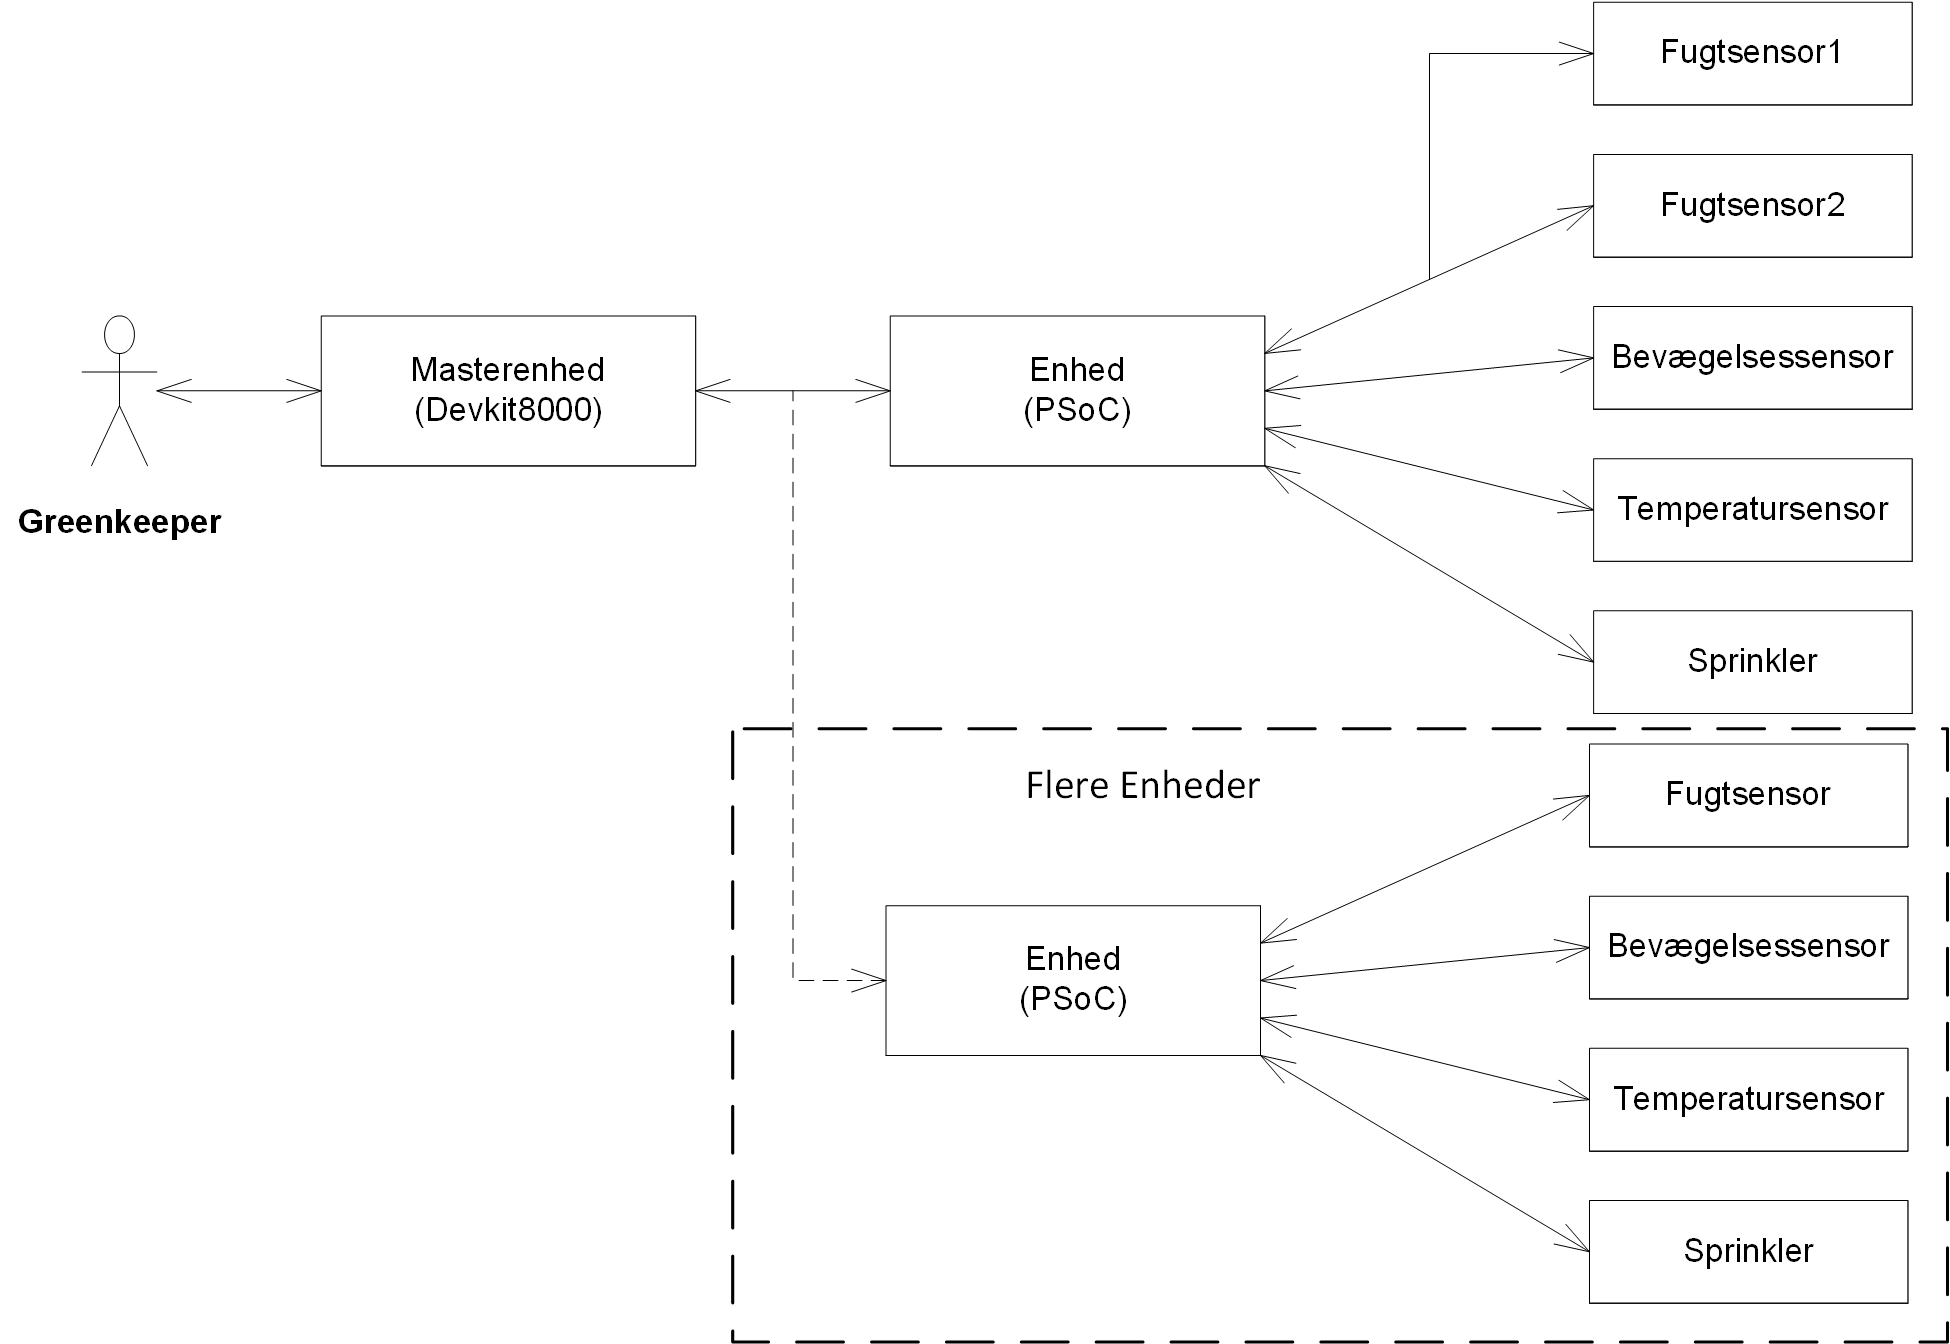 Fugtsensor1
Fugtsensor2
Bevægelsessensor
Temperatursensor
Sprinkler
Masterenhed
(Devkit8000)
Enhed
(PSoC)
Greenkeeper
Flere Enheder
Enhed
(PSoC)
Fugtsensor
Bevægelsessensor
Temperatursensor
Sprinkler